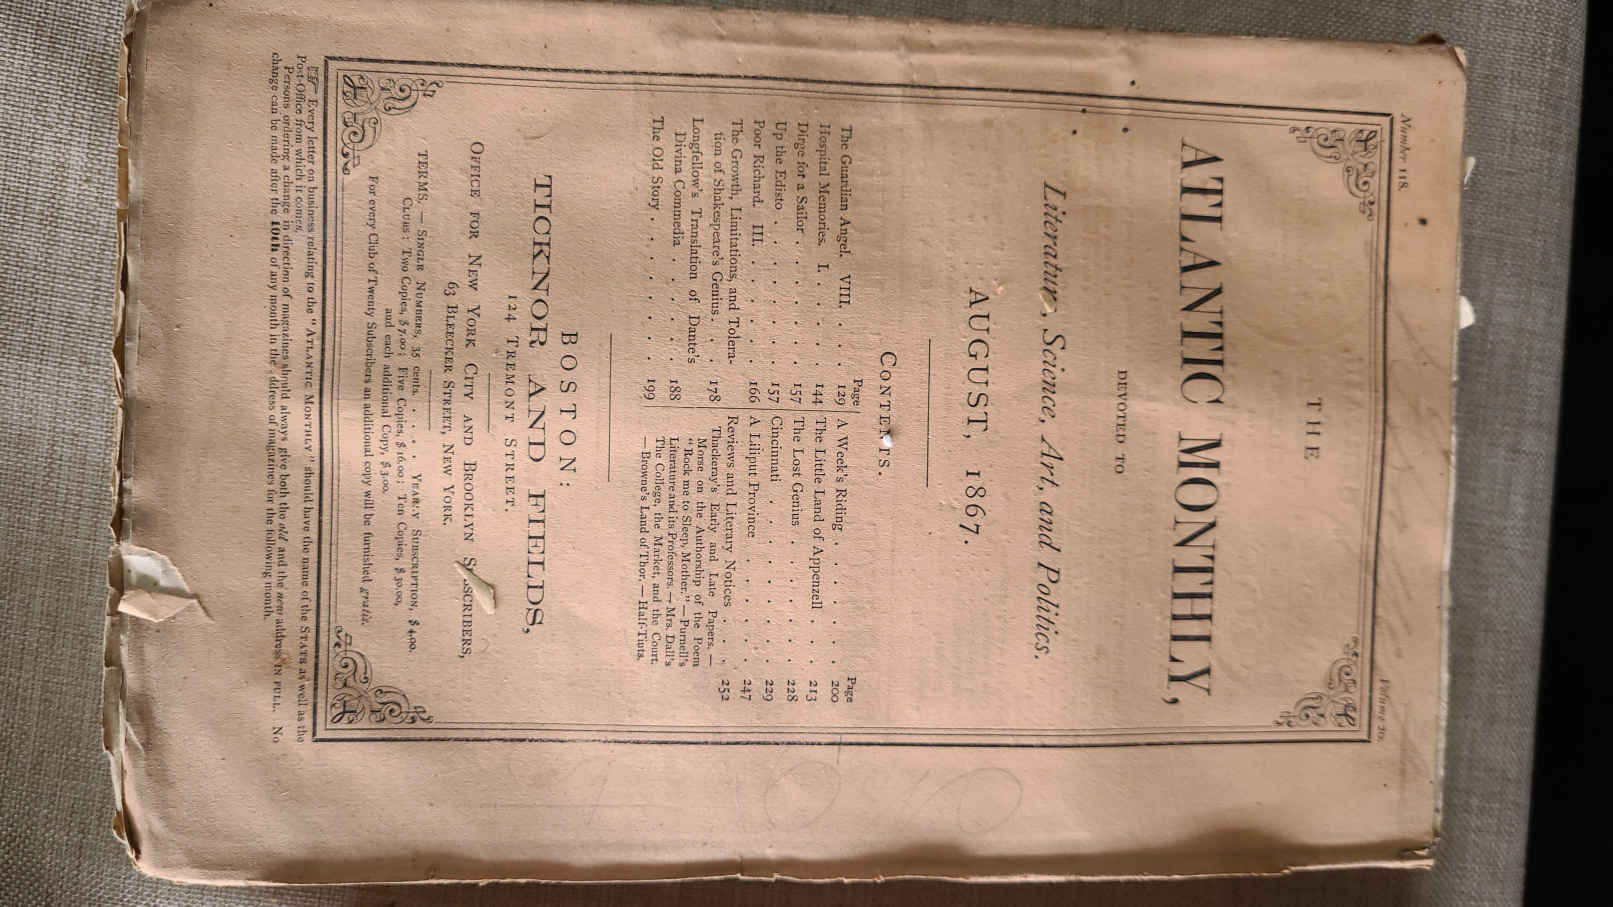 Number 118.
Volume 20.
THE
ATLANTIC MONTHLY,
DEVOTED TO
Literature, Science, Art, and Politics.
AUGUST, 1867.
CONTENTS.
Page
The Guardian Angel. VIII. . . . 129
Hospital Memories. I. . . . . 144
Dirge for a Sailor . . . . . . 157
Up the Edisto . . . . . . . 157
Poor Richard. III. . . . . . 166
The Growth, Limitations, and Tolera-
tion of Shakespeare's Genius . . . 178
Longfellow's Translation of Dante's
Divina Commedia . . . . . . 188
The Old Story . . . . . . . 199
Page
A Week's Riding . . . . . . 200
The Little Land of Appenzell . . . 213
The Lost Genius . . . . . . 228
Cincinnati . . . . . . . . 229
A Liliput Province . . . . . . 247
Reviews and Literary Notices . . . 252
Thackeray's Early and Late Papers. —
Morse on the Authorship of the Poem
"Rock me to Sleep, Mother." — Purnell's
Literature and its Professors. — Mrs. Dall's
The College, the Market, and the Court.
— Browne's Land of Thor. — Half-Tints.
BOSTON:
TICKNOR AND FIELDS,
124 TREMONT STREET.
OFFICE FOR NEW YORK CITY AND BROOKLYN SUBSCRIBERS,
63 BLEECKER STREET, NEW YORK.
TERMS. — SINGLE NUMBERS, 35 cents. . . . . YEARLY SUBSCRIPTION, $4.00.
CLUBS: Two Copies, $7.00; Five Copies, $16.00; Ten Copies, $30.00,
and each additional Copy, $3.00.
For every Club of Twenty Subscribers an additional copy will be furnished gratis.
☞ Every letter on business relating to the "ATLANTIC MONTHLY" should have the name of the STATE as well as the
Post-Office from which it comes.
Persons ordering a change in direction of magazines should always give both the old and the new address IN FULL. No
change can be made after the 10th of any month in the address of magazines for the following month.